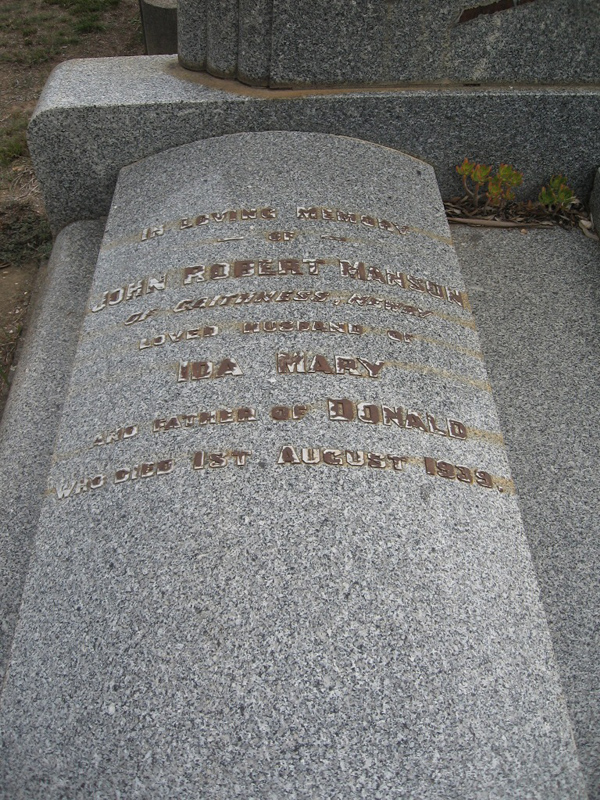 IN LOVING MEMORY
— OF —
JOHN ROBERT MANSON
OF CAITHNESS, NEWRY
LOVED HUSBAND OF
IDA MARY
AND FATHER OF DONALD
WHO DIED 1ST AUGUST 1939.